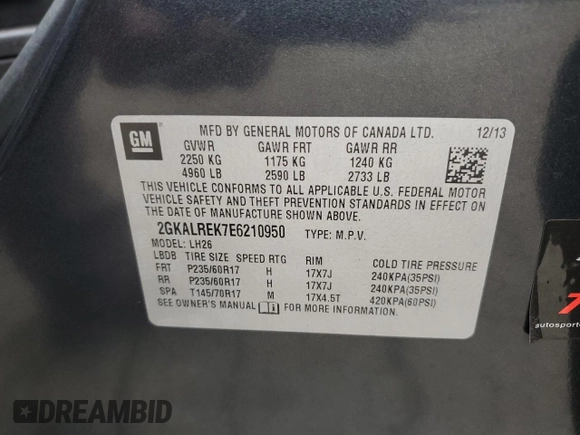 GM
MFD BY GENERAL MOTORS OF CANADA LTD. 12/13
GVWR GAWR FRT GAWR RR
2250 KG 1175 KG 1240 KG
4960 LB 2590 LB 2733 LB
THIS VEHICLE CONFORMS TO ALL APPLICABLE U.S. FEDERAL MOTOR
VEHICLE SAFETY AND THEFT PREVENTION STANDARDS IN EFFECT ON
THE DATE OF MANUFACTURE SHOWN ABOVE.
2GKALREK7E6210950 TYPE: M.P.V.
MODEL: LH26
LBDB TIRE SIZE SPEED RTG RIM COLD TIRE PRESSURE
FRT P235/60R17 H 17X7J 240KPA(35PSI)
RR P235/60R17 H 17X7J 240KPA(35PSI)
SPA T145/70R17 M 17X4.5T 420KPA(60PSI)
SEE OWNER'S MANUAL FOR MORE INFORMATION.
DREAMBID